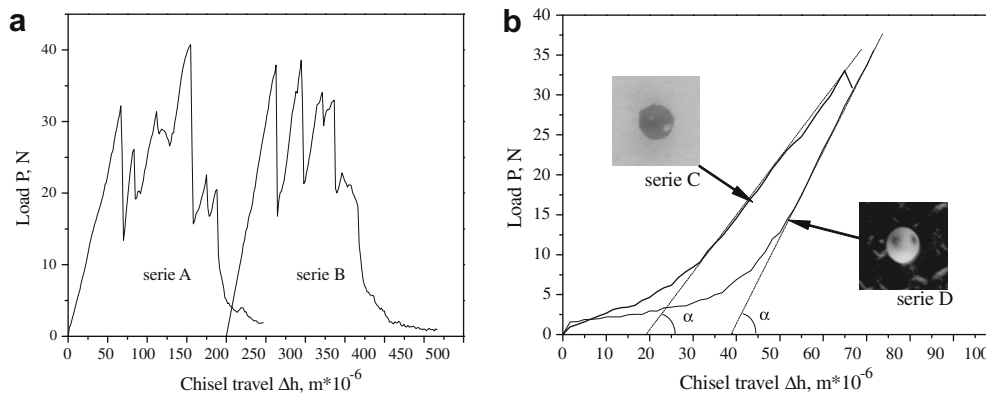 a
40
30
20
10
0
Load P, N
serie A
serie B
0 50 100 150 200 250 300 350 400 450 500
Chisel travel Δh, m*10-6
b
40
35
30
25
20
15
10
5
0
Load P, N
serie C
serie D
α
α
0 10 20 30 40 50 60 70 80 90 100
Chisel travel Δh, m*10-6